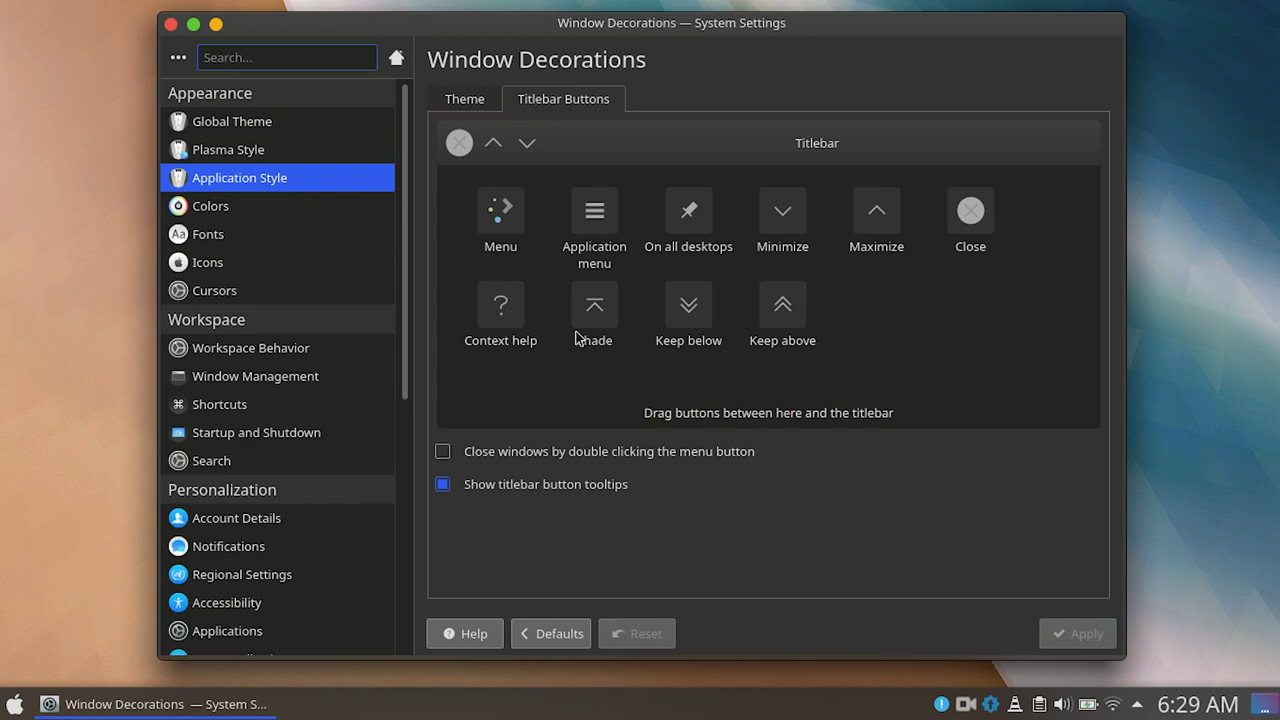 Window Decorations — System Settings
Search...
Window Decorations
Appearance
Global Theme
Plasma Style
Application Style
Colors
Aa Fonts
Icons
Cursors
Workspace
Workspace Behavior
Window Management
Shortcuts
Startup and Shutdown
Search
Personalization
Account Details
Notifications
Regional Settings
Accessibility
Applications
Theme
Titlebar Buttons
Titlebar
Menu
Application
menu
On all desktops
Minimize
Maximize
Close
Context help
hade
Keep below
Keep above
Drag buttons between here and the titlebar
Close windows by double clicking the menu button
Show titlebar button tooltips
Help
Defaults
Reset
Apply
Window Decorations — System S...
6:29 AM